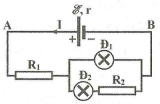 ℰ, r
A I B
+ −
Đ₁
R₁
Đ₂ R₂